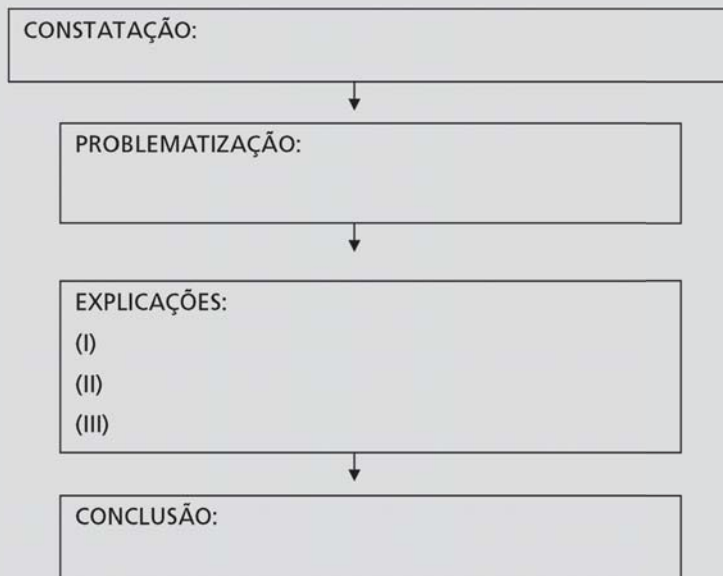 CONSTATAÇÃO:
PROBLEMATIZAÇÃO:
EXPLICAÇÕES:
(I)
(II)
(III)
CONCLUSÃO: